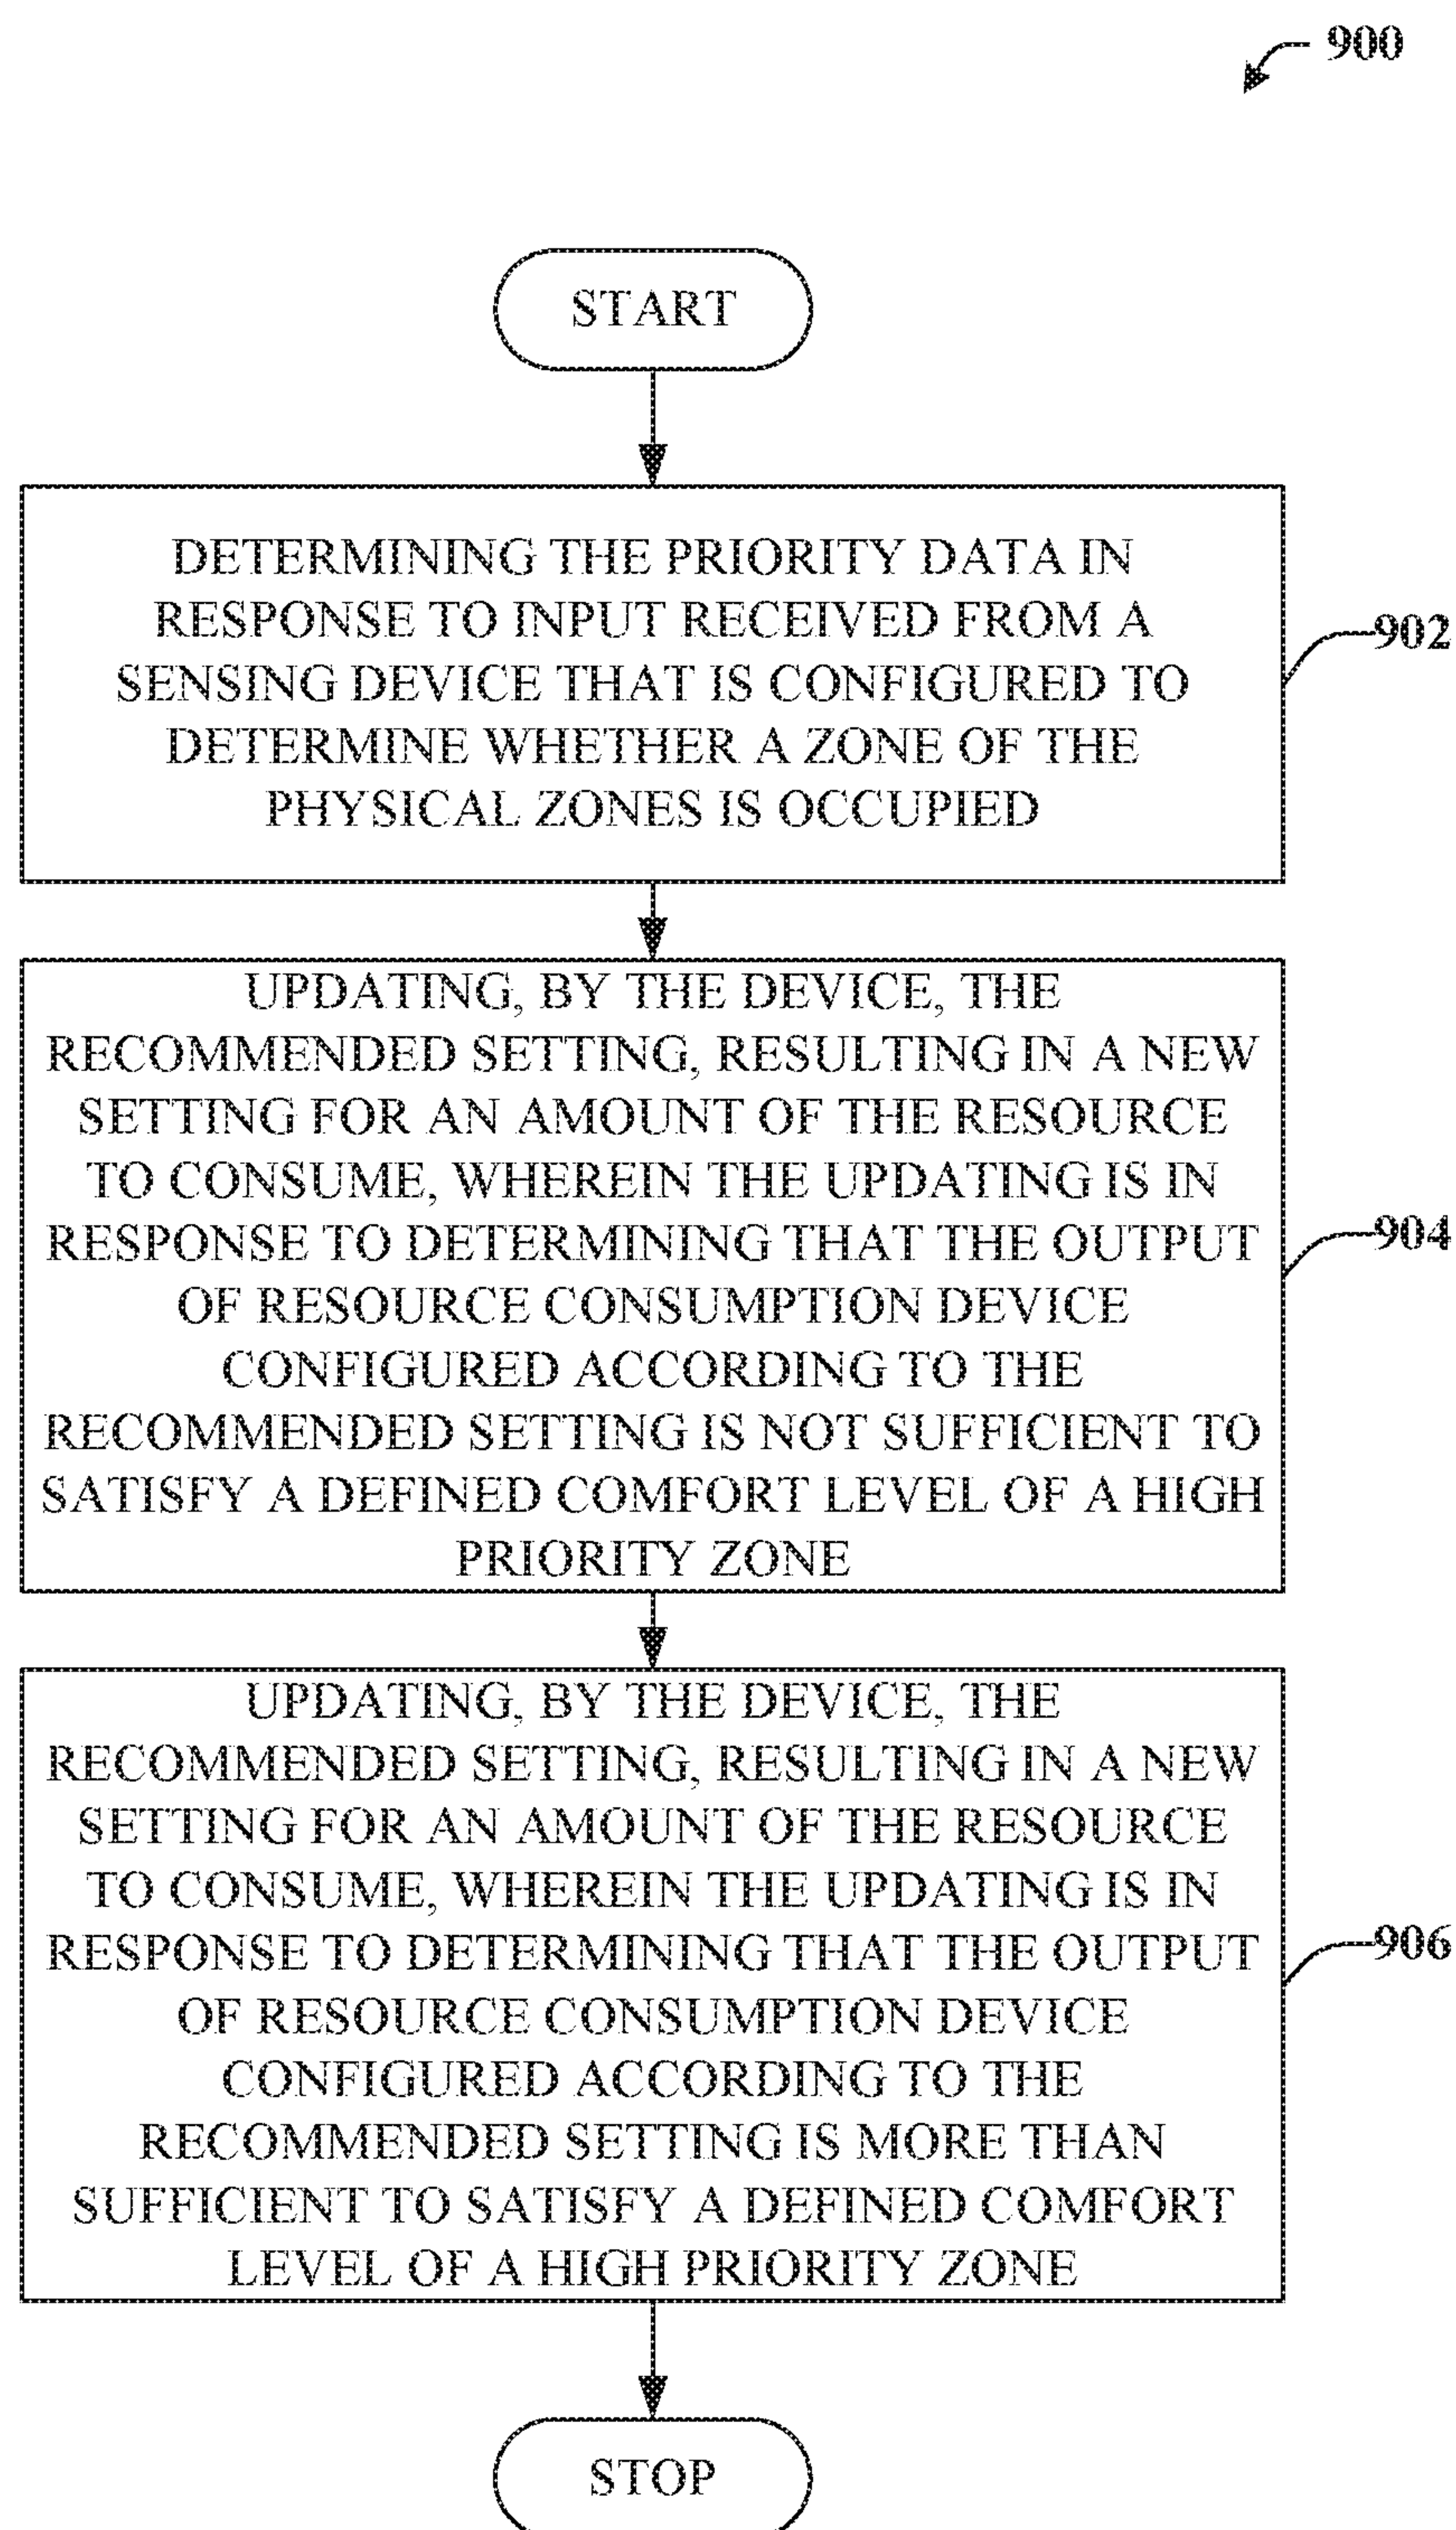 900
START
DETERMINING THE PRIORITY DATA IN
RESPONSE TO INPUT RECEIVED FROM A
SENSING DEVICE THAT IS CONFIGURED TO
DETERMINE WHETHER A ZONE OF THE
PHYSICAL ZONES IS OCCUPIED
902
UPDATING, BY THE DEVICE, THE
RECOMMENDED SETTING, RESULTING IN A NEW
SETTING FOR AN AMOUNT OF THE RESOURCE
TO CONSUME, WHEREIN THE UPDATING IS IN
RESPONSE TO DETERMINING THAT THE OUTPUT
OF RESOURCE CONSUMPTION DEVICE
CONFIGURED ACCORDING TO THE
RECOMMENDED SETTING IS NOT SUFFICIENT TO
SATISFY A DEFINED COMFORT LEVEL OF A HIGH
PRIORITY ZONE
904
UPDATING, BY THE DEVICE, THE
RECOMMENDED SETTING, RESULTING IN A NEW
SETTING FOR AN AMOUNT OF THE RESOURCE
TO CONSUME, WHEREIN THE UPDATING IS IN
RESPONSE TO DETERMINING THAT THE OUTPUT
OF RESOURCE CONSUMPTION DEVICE
CONFIGURED ACCORDING TO THE
RECOMMENDED SETTING IS MORE THAN
SUFFICIENT TO SATISFY A DEFINED COMFORT
LEVEL OF A HIGH PRIORITY ZONE
906
STOP